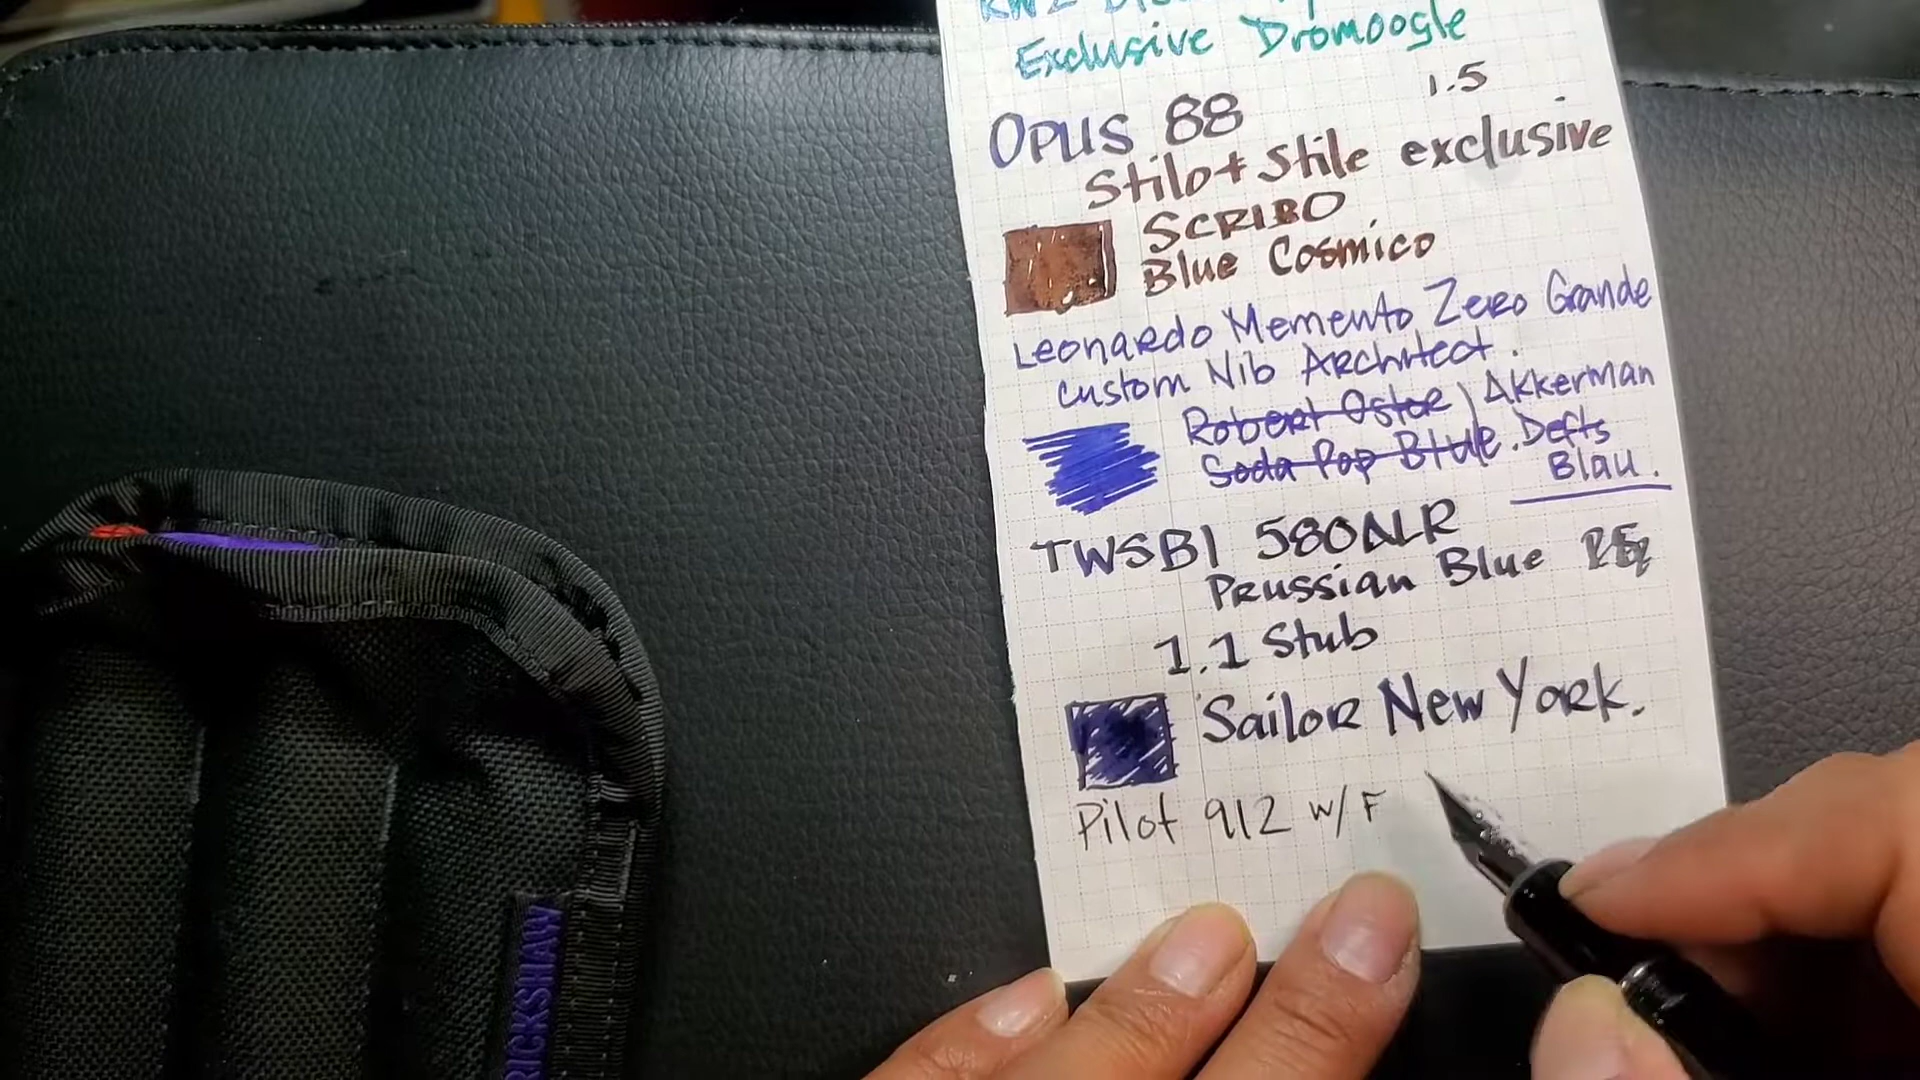 Exclusive Dromoogle
1.5
OPUS 88
Stilo + Stile exclusive
SCRIBO
Blue Cosmico
Leonardo Memento Zero Grande
Custom Nib Architect.
Robert Oster \ Akkerman
Soda Pop Blue. Defts
Blau.
TWSBI 580ALR
Prussian Blue
1.1 Stub
Sailor New York.
Pilot 912 w/ F
RICKSHAW